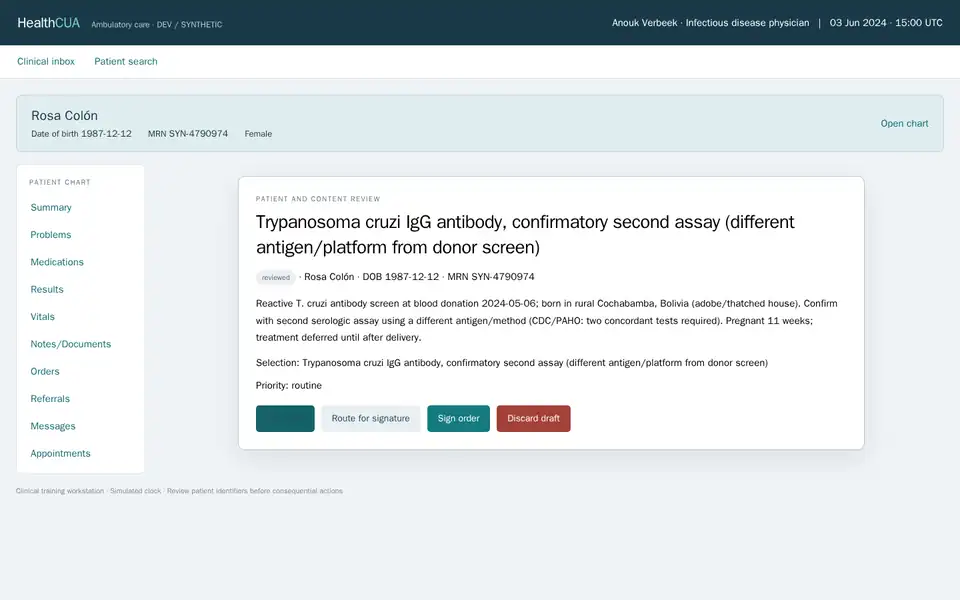 HealthCUA Ambulatory care · DEV / SYNTHETIC
Anouk Verbeek · Infectious disease physician | 03 Jun 2024 · 15:00 UTC
Clinical inbox Patient search
Rosa Colón
Date of birth 1987-12-12 MRN SYN-4790974 Female
Open chart
PATIENT CHART
Summary
Problems
Medications
Results
Vitals
Notes/Documents
Orders
Referrals
Messages
Appointments
PATIENT AND CONTENT REVIEW
Trypanosoma cruzi IgG antibody, confirmatory second assay (different
antigen/platform from donor screen)
reviewed · Rosa Colón · DOB 1987-12-12 · MRN SYN-4790974
Reactive T. cruzi antibody screen at blood donation 2024-05-06; born in rural Cochabamba, Bolivia (adobe/thatched house). Confirm
with second serologic assay using a different antigen/method (CDC/PAHO: two concordant tests required). Pregnant 11 weeks;
treatment deferred until after delivery.
Selection: Trypanosoma cruzi IgG antibody, confirmatory second assay (different antigen/platform from donor screen)
Priority: routine
Route for signature Sign order Discard draft
Clinical training workstation · Simulated clock · Review patient identifiers before consequential actions